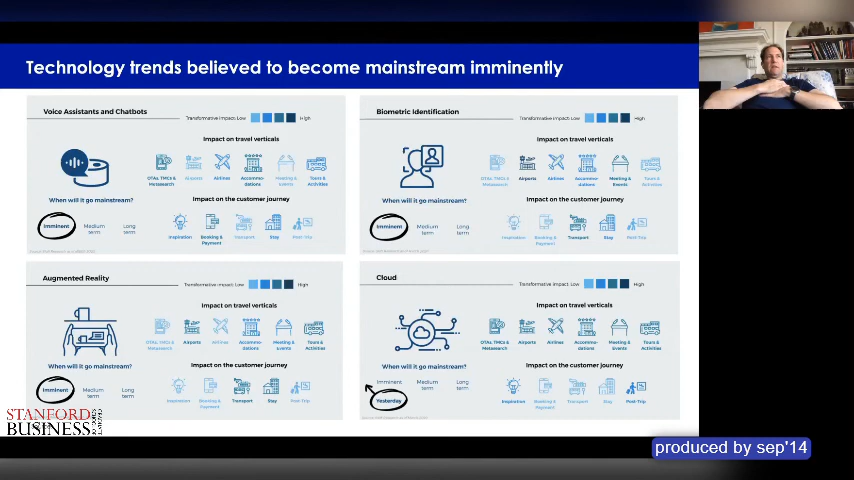 Technology trends believed to become mainstream imminently
Voice Assistants and Chatbots
Transformative impact: Low High
Impact on travel verticals
OTAs, TMCs & Metasearch Airports Airlines Accommo-dations Meeting & Events Tours & Activities
When will it go mainstream?
Imminent Medium term Long term
Impact on the customer journey
Inspiration Booking & Payment Transport Stay Post-Trip
Biometric Identification
Transformative impact: Low High
Impact on travel verticals
OTAs, TMCs & Metasearch Airports Airlines Accommo-dations Meeting & Events Tours & Activities
When will it go mainstream?
Imminent Medium term Long term
Impact on the customer journey
Inspiration Booking & Payment Transport Stay Post-Trip
Augmented Reality
Transformative impact: Low High
Impact on travel verticals
OTAs, TMCs & Metasearch Airports Airlines Accommo-dations Meeting & Events Tours & Activities
When will it go mainstream?
Imminent Medium term Long term
Impact on the customer journey
Inspiration Booking & Payment Transport Stay Post-Trip
Cloud
Transformative impact: Low High
Impact on travel verticals
OTAs, TMCs & Metasearch Airports Airlines Accommo-dations Meeting & Events Tours & Activities
When will it go mainstream?
Imminent Medium term Long term
Yesterday
Impact on the customer journey
Inspiration Booking & Payment Transport Stay Post-Trip
STANFORD
BUSINESS
produced by sep'14